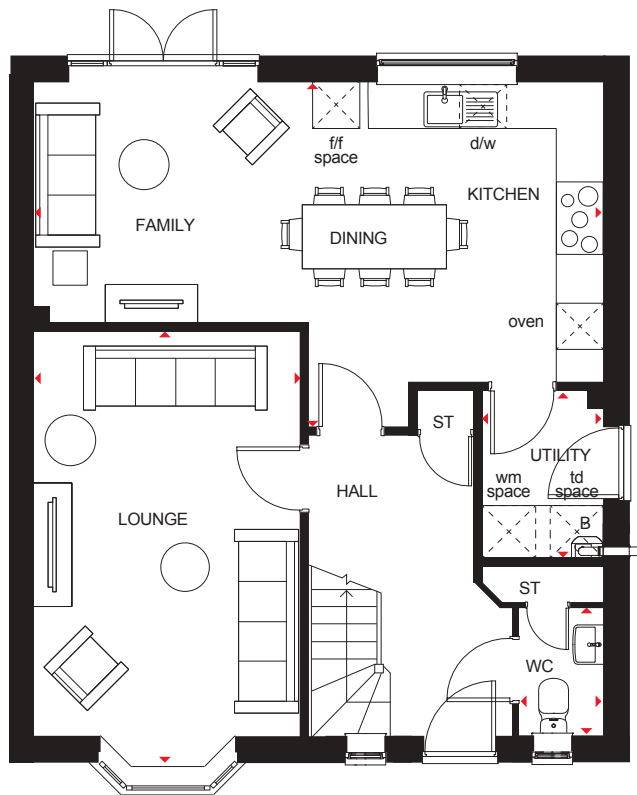 f/f
space
d/w
KITCHEN
FAMILY
DINING
oven
ST
UTILITY
wm
space
td
space
HALL
LOUNGE
B
ST
WC